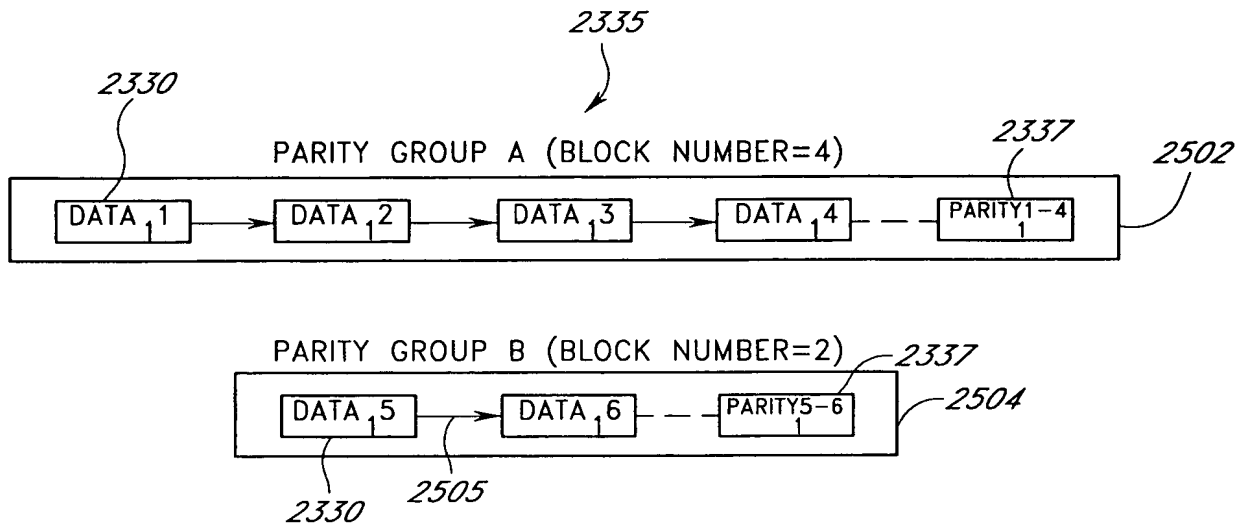 2335
2330
PARITY GROUP A (BLOCK NUMBER=4)
2337
2502
DATA 1
1
DATA 2
1
DATA 3
1
DATA 4
1
PARITY1-4
1
PARITY GROUP B (BLOCK NUMBER=2)
2337
2504
DATA 5
1
DATA 6
1
PARITY5-6
1
2330
2505